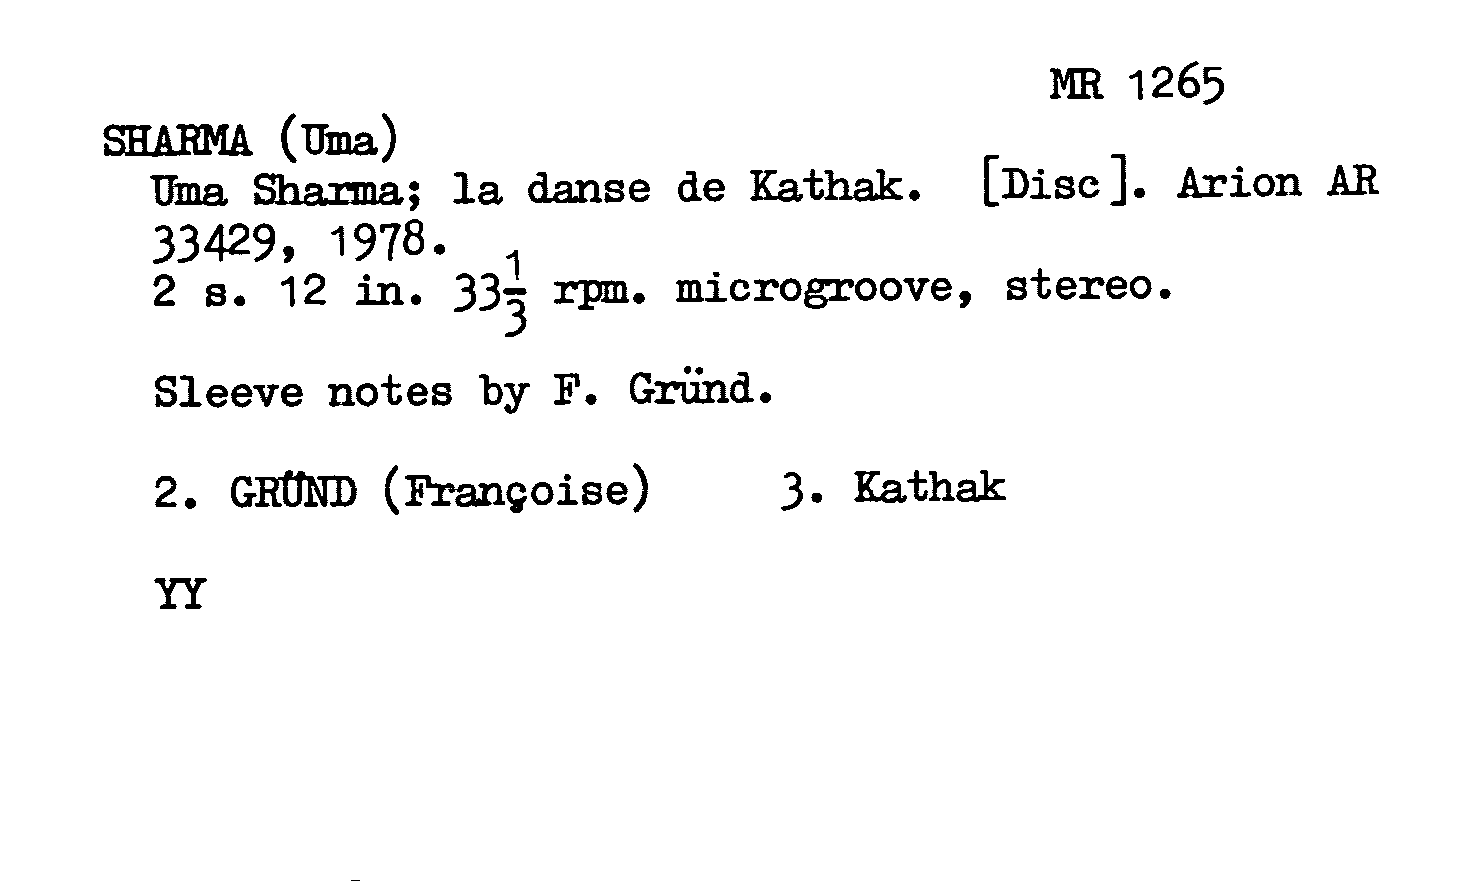 MR 1265
SHARMA (Uma)
Uma Sharma; la danse de Kathak. [Disc]. Arion AR
33429, 1978.
2 s. 12 in. 33 1/3 rpm. microgroove, stereo.
Sleeve notes by F. Gründ.
2. GRÜND (Françoise) 3. Kathak
YY